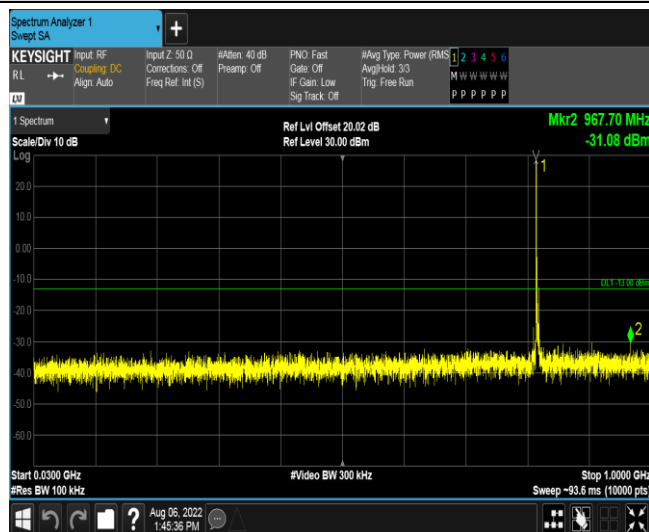 Spectrum Analyzer 1
Swept SA
+
KEYSIGHT
RL
LXI
Input: RF
Coupling: DC
Align: Auto
Input Z: 50 Ω
Corrections: Off
Freq Ref: Int (S)
#Atten: 40 dB
Preamp: Off
PNO: Fast
Gate: Off
IF Gain: Low
Sig Track: Off
#Avg Type: Power (RMS
Avg|Hold: 3/3
Trig: Free Run
1 2 3 4 5 6
M W W W W W
P P P P P P
1 Spectrum
Scale/Div 10 dB
Ref Lvl Offset 20.02 dB
Ref Level 30.00 dBm
Mkr2 967.70 MHz
-31.08 dBm
Log
1
20.0
10.0
0.00
-10.0
DL1 -13.00 dBm
-20.0
2
-30.0
-40.0
-50.0
-60.0
Start 0.0300 GHz
#Res BW 100 kHz
#Video BW 300 kHz
Stop 1.0000 GHz
Sweep ~93.6 ms (10000 pts)
?
Aug 06, 2022
1:45:36 PM